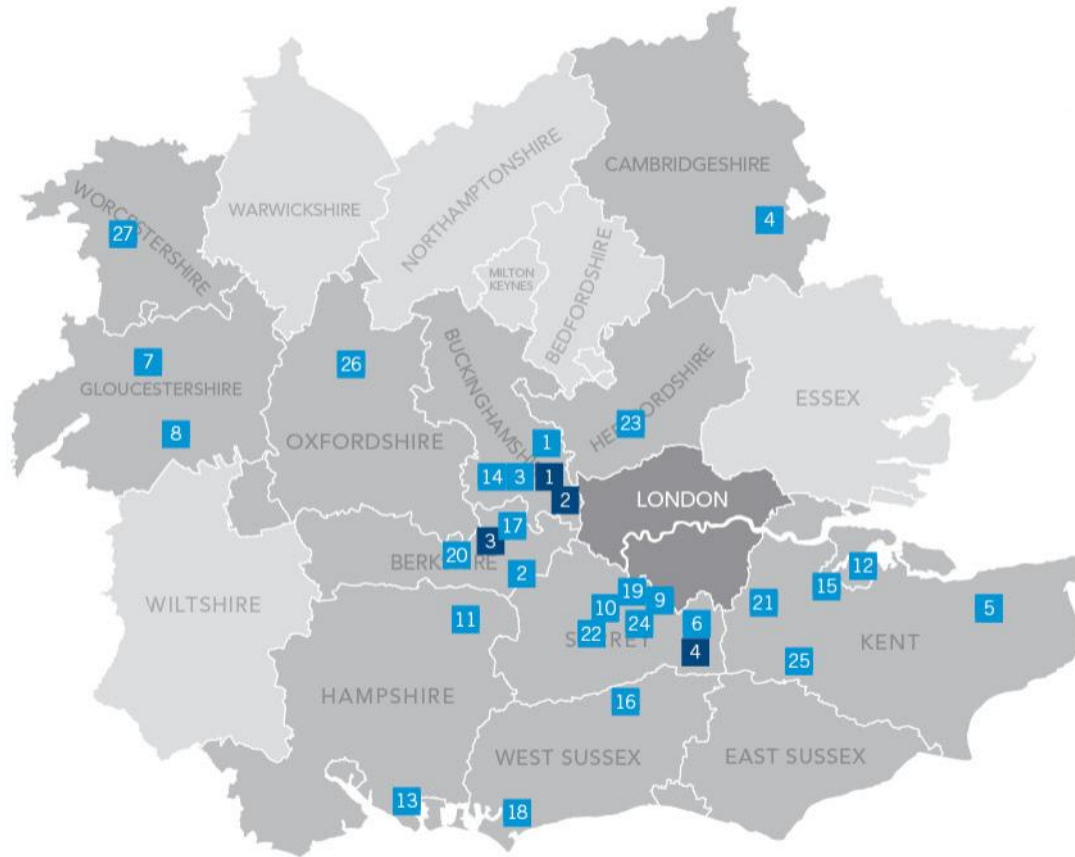 CAMBRIDGESHIRE
NORTHAMPTONSHIRE
WORCESTERSHIRE
WARWICKSHIRE
4
27
MILTON
KEYNES
BEDFORDSHIRE
7
26
BUCKINGHAMSHIRE
GLOUCESTERSHIRE
HERTFORDSHIRE
ESSEX
8
OXFORDSHIRE
1
23
14
3
1
2
LONDON
17
3
20
BERKSHIRE
2
12
15
WILTSHIRE
19
9
10
21
5
11
22
24
6
SURREY
4
KENT
25
HAMPSHIRE
16
WEST SUSSEX
EAST SUSSEX
13
18